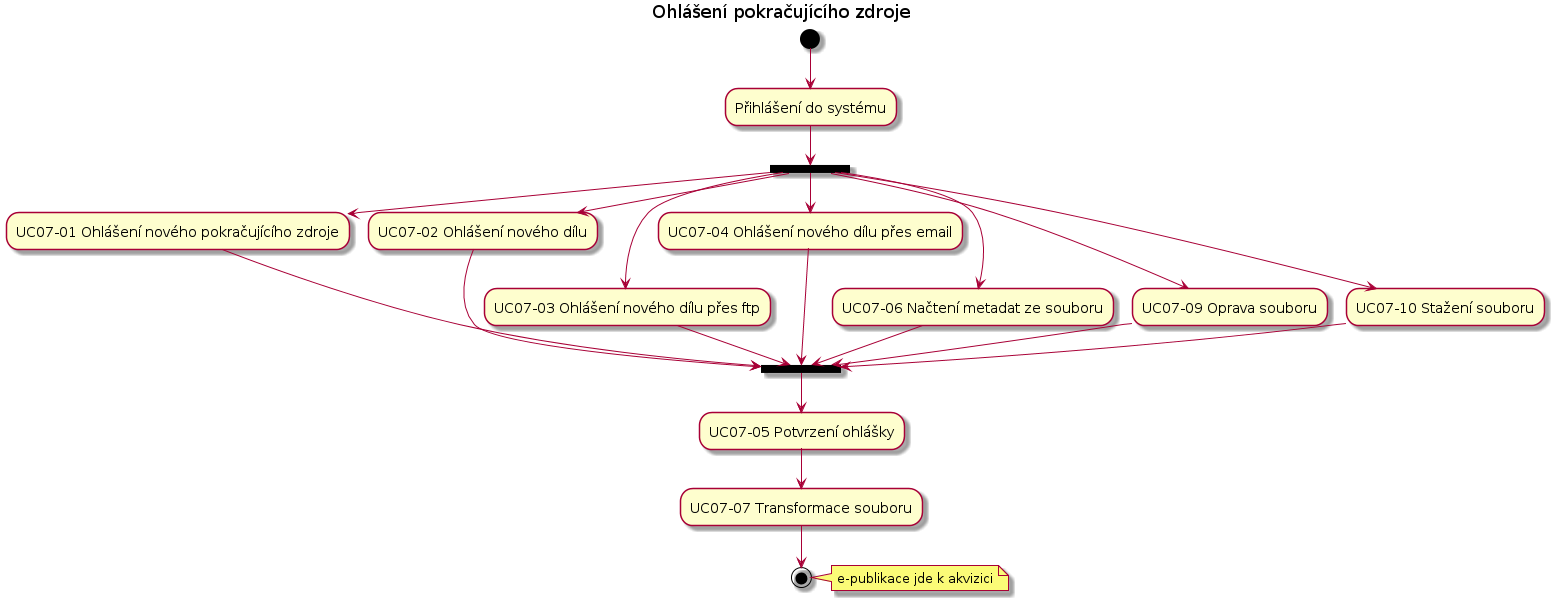 Ohlášení pokračujícího zdroje
Přihlášení do systému
UC07-01 Ohlášení nového pokračujícího zdroje
UC07-02 Ohlášení nového dílu
UC07-04 Ohlášení nového dílu přes email
UC07-03 Ohlášení nového dílu přes ftp
UC07-06 Načtení metadat ze souboru
UC07-09 Oprava souboru
UC07-10 Stažení souboru
UC07-05 Potvrzení ohlášky
UC07-07 Transformace souboru
e-publikace jde k akvizici